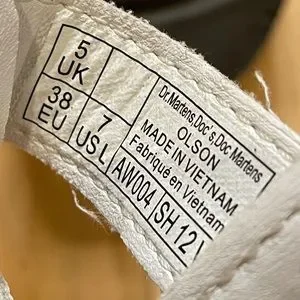 5 UK
38 EU
7 US L
AW004
SH 12
Dr.Martens,Doc's,Doc Martens
OLSON
MADE IN VIETNAM
Fabriqué en Vietnam